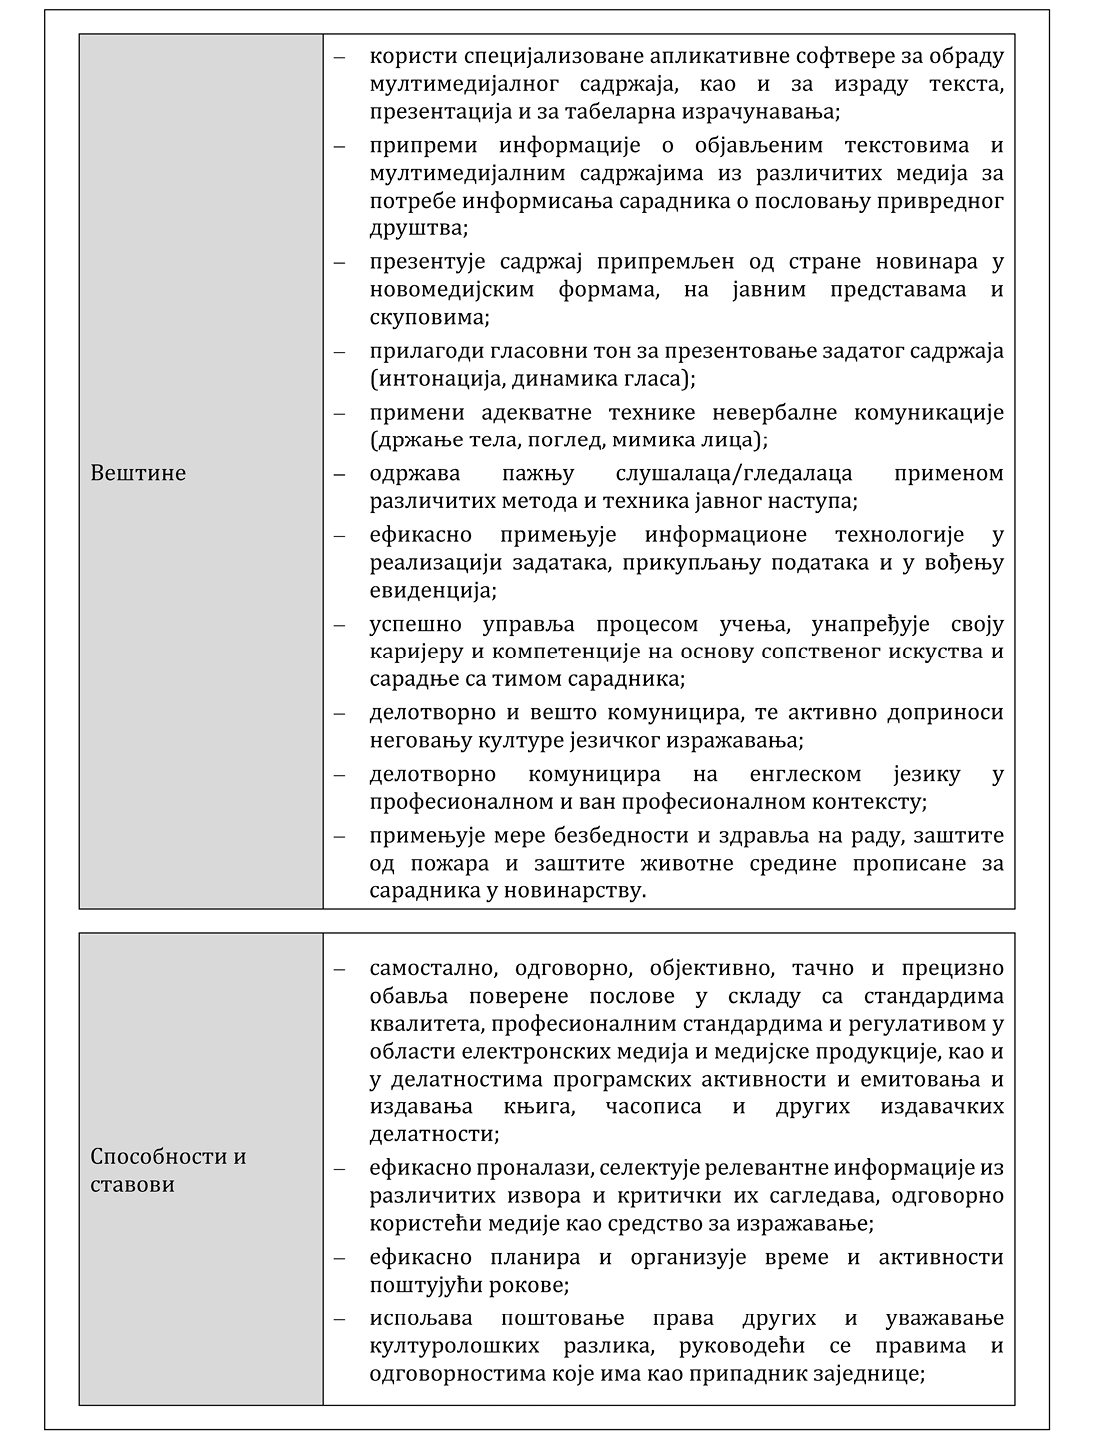 Вештине
– користи специјализоване апликативне софтвере за обраду
мултимедијалног садржаја, као и за израду текста,
презентација и за табеларна израчунавања;
– припреми информације о објављеним текстовима и
мултимедијалним садржајима из различитих медија за
потребе информисања сарадника о пословању привредног
друштва;
– презентује садржај припремљен од стране новинара у
новомедијским формама, на јавним представама и
скуповима;
– прилагоди гласовни тон за презентовање задатог садржаја
(интонација, динамика гласа);
– примени адекватне технике невербалне комуникације
(држање тела, поглед, мимика лица);
– одржава пажњу слушалаца/гледалаца применом
различитих метода и техника јавног наступа;
– ефикасно примењује информационе технологије у
реализацији задатака, прикупљању података и у вођењу
евиденција;
– успешно управља процесом учења, унапређује своју
каријеру и компетенције на основу сопственог искуства и
сарадње са тимом сарадника;
– делотворно и вешто комуницира, те активно доприноси
неговању културе језичког изражавања;
– делотворно комуницира на енглеском језику у
професионалном и ван професионалном контексту;
– примењује мере безбедности и здравља на раду, заштите
од пожара и заштите животне средине прописане за
сарадника у новинарству.
Способности и
ставови
– самостално, одговорно, објективно, тачно и прецизно
обавља поверене послове у складу са стандардима
квалитета, професионалним стандардима и регулативом у
области електронских медија и медијске продукције, као и
у делатностима програмских активности и емитовања и
издавања књига, часописа и других издавачких
делатности;
– ефикасно проналази, селектује релевантне информације из
различитих извора и критички их сагледава, одговорно
користећи медије као средство за изражавање;
– ефикасно планира и организује време и активности
поштујући рокове;
– испољава поштовање права других и уважавање
културолошких разлика, руководећи се правима и
одговорностима које има као припадник заједнице;